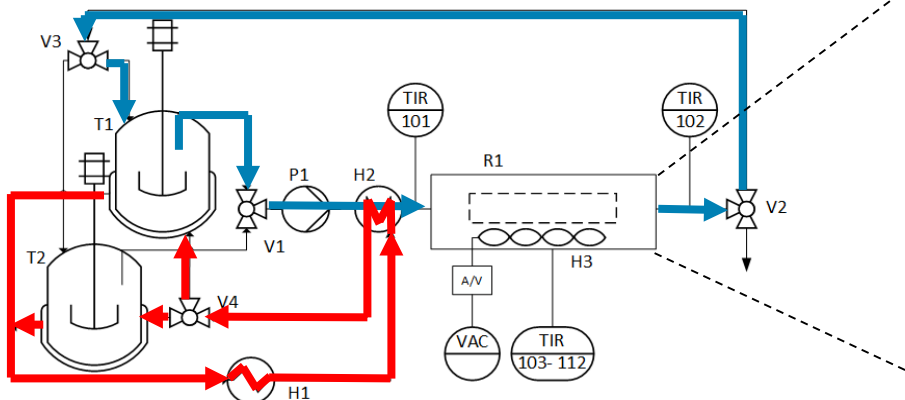 V3
T1
TIR
101
TIR
102
P1
H2
R1
V1
V2
T2
H3
A/V
V4
VAC
TIR
103- 112
H1